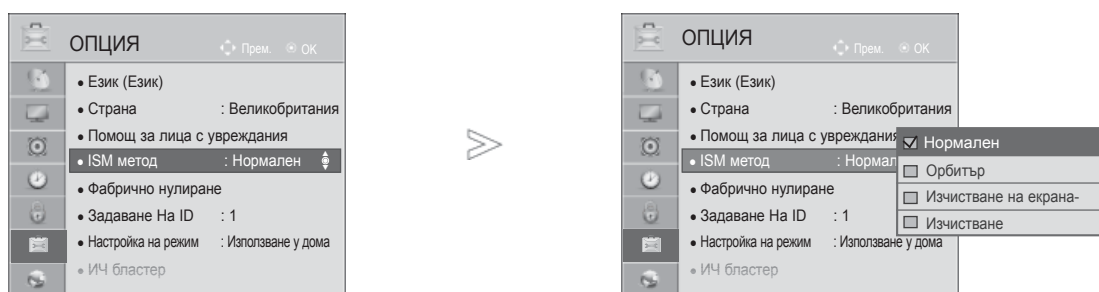 ОПЦИЯ
Прем. OK
• Език (Език)
• Страна : Великобритания
• Помощ за лица с увреждания
• ISM метод : Нормален
• Фабрично нулиране
• Задаване На ID : 1
• Настройка на режим : Използване у дома
• ИЧ бластер
ОПЦИЯ
Прем. OK
• Език (Език)
• Страна : Великобритания
• Помощ за лица с увреждания
• ISM метод : Нормал
• Фабрично нулиране
• Задаване На ID : 1
• Настройка на режим : Използване у дома
• ИЧ бластер
Нормален
Орбитър
Изчистване на екрана-
Изчистване